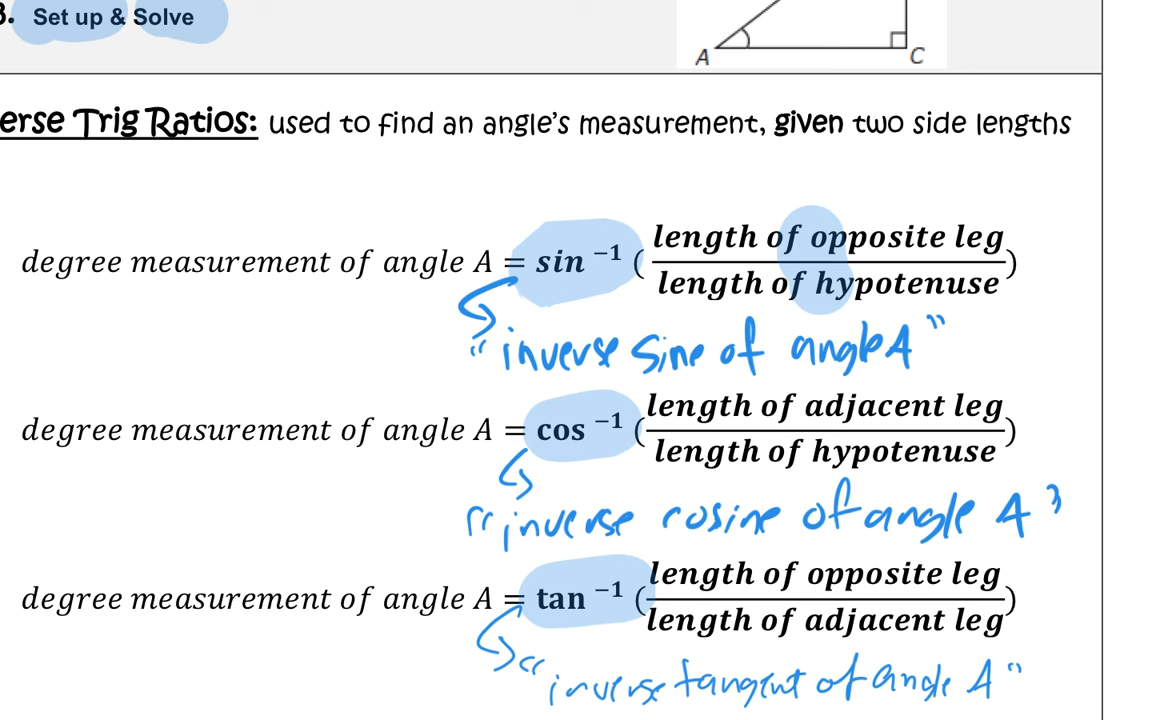 3. Set up & Solve
A C
erse Trig Ratios: used to find an angle's measurement, given two side lengths
degree measurement of angle A = sin ⁻¹ (length of opposite leg / length of hypotenuse)
"inverse sine of angle A"
degree measurement of angle A = cos ⁻¹ (length of adjacent leg / length of hypotenuse)
"inverse cosine of angle A"
degree measurement of angle A = tan ⁻¹ (length of opposite leg / length of adjacent leg)
"inverse tangent of angle A"